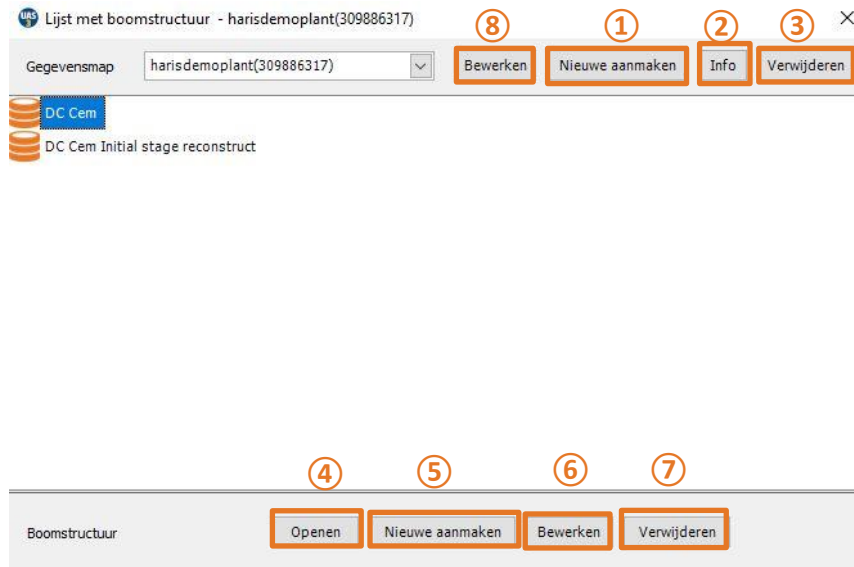 UAS Lijst met boomstructuur - harisdemoplant(309886317)
⑧ ① ② ③
Gegevensmap harisdemoplant(309886317) Bewerken Nieuwe aanmaken Info Verwijderen
DC Cem
DC Cem Initial stage reconstruct
④ ⑤ ⑥ ⑦
Boomstructuur Openen Nieuwe aanmaken Bewerken Verwijderen